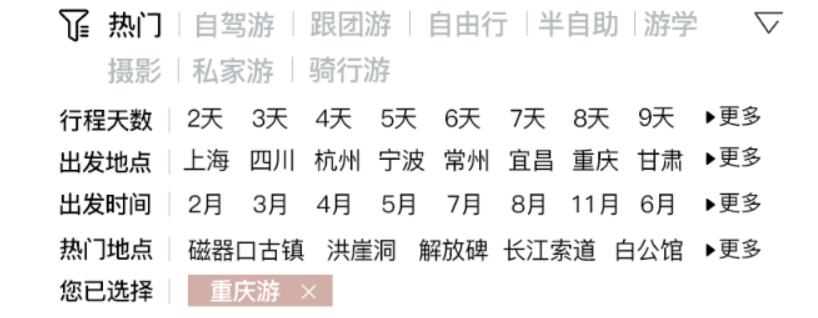 热门 自驾游 跟团游 自由行 半自助 游学
摄影 私家游 骑行游
行程天数 2天 3天 4天 5天 6天 7天 8天 9天 更多
出发地点 上海 四川 杭州 宁波 常州 宜昌 重庆 甘肃 更多
出发时间 2月 3月 4月 5月 7月 8月 11月 6月 更多
热门地点 磁器口古镇 洪崖洞 解放碑 长江索道 白公馆 更多
您已选择 重庆游 ×